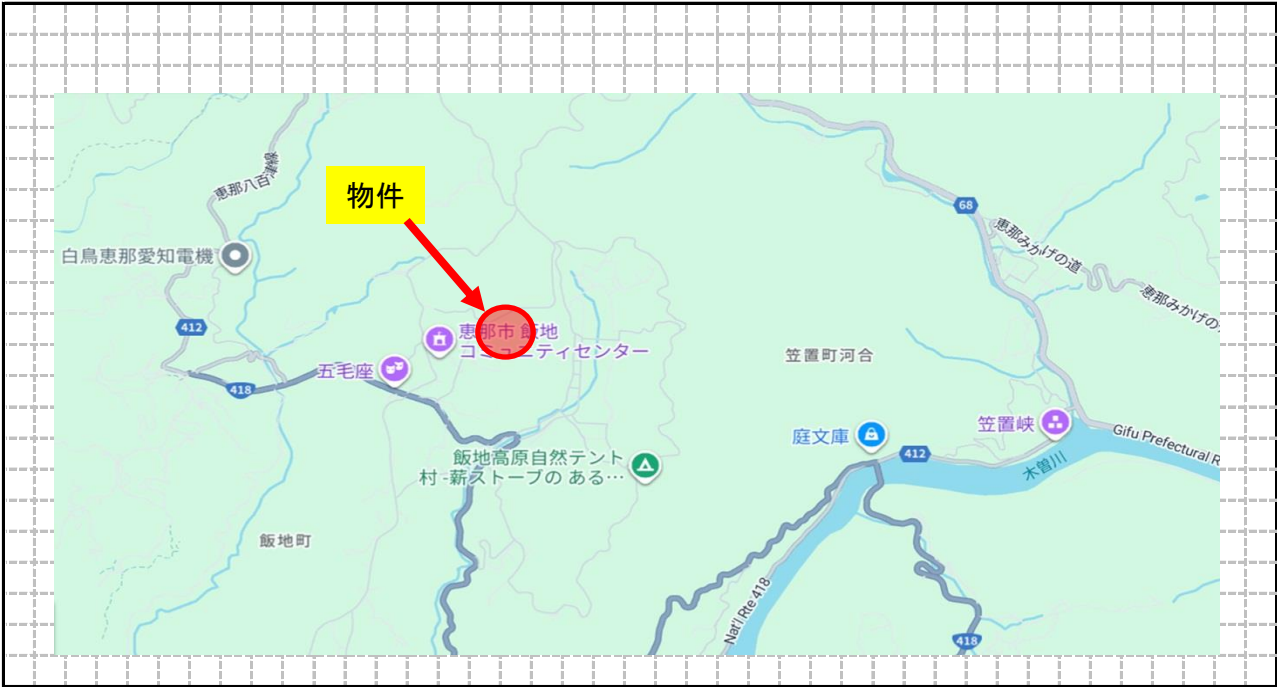 恵那八百津線
物件
白鳥恵那愛知電機
68
恵那みかげの道
恵那みかげの
412
恵那市 飯地
コミュニティセンター
五毛座
418
笠置町河合
笠置峡
庭文庫
412
Gifu Prefectural R
木曽川
飯地高原自然テント
村 -薪ストーブの ある…
飯地町
Nat'l Rte 418
418